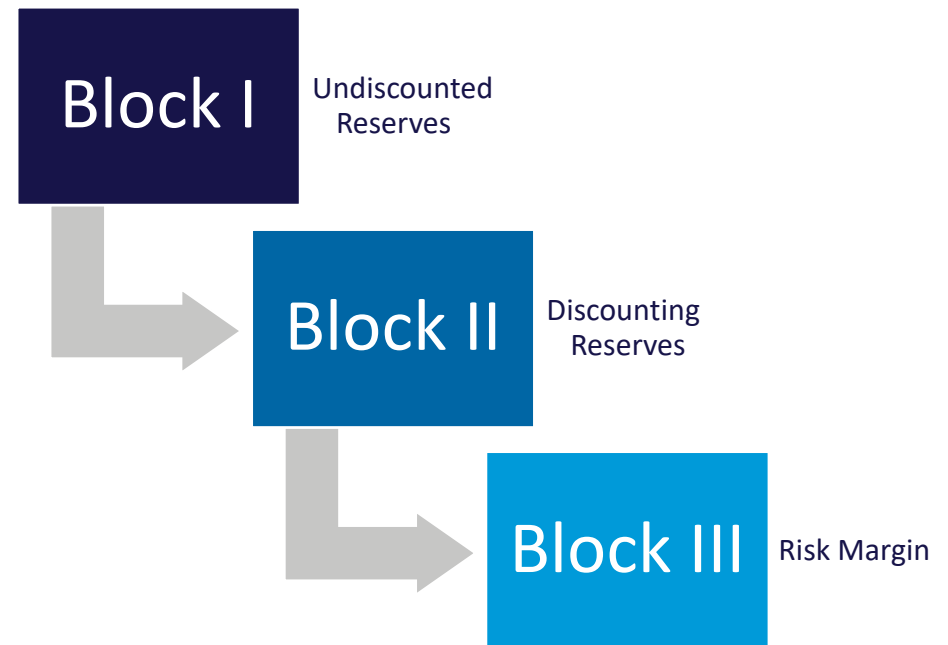 Block I
Undiscounted
Reserves
Block II
Discounting
Reserves
Block III
Risk Margin